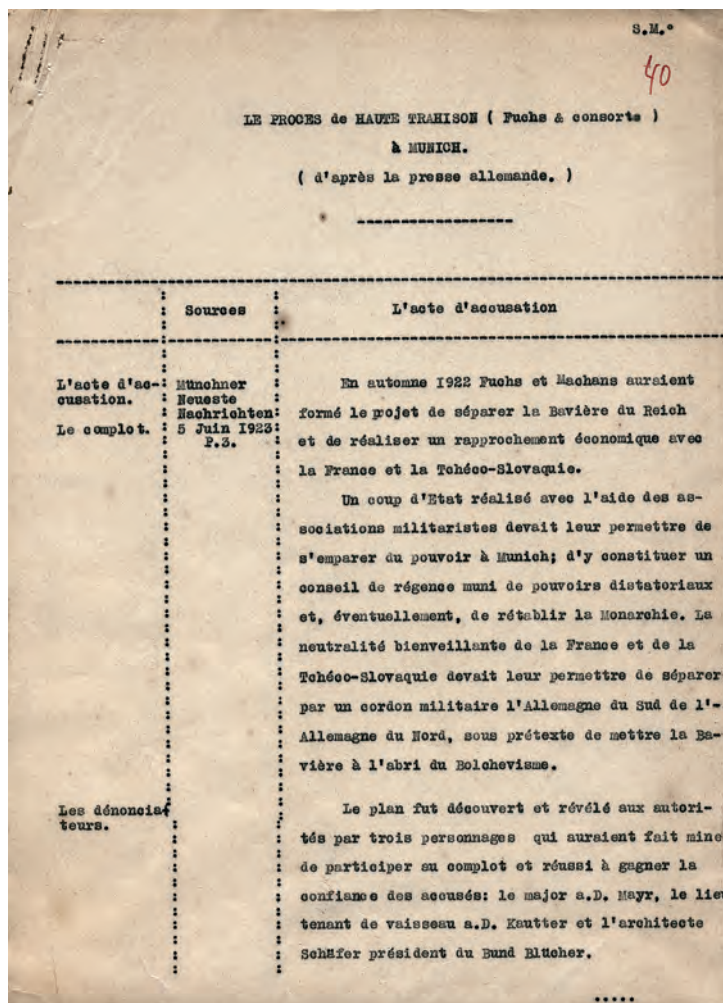 S.M.°
40
LE PROCES de HAUTE TRAHISON ( Fuchs & consorts )
à MUNICH.
( d'après la presse allemande. )
Sources
L'acte d'accusation
L'acte d'ac-
cusation.
Le complot.
Münchner
Neueste
Nachrichten
5 Juin I923
P.3.
En automne I922 Fuchs et Machans auraient
formé le projet de séparer la Bavière du Reich
et de réaliser un rapprochement économique avec
la France et la Tchéco-Slovaquie.
Un coup d'Etat réalisé avec l'aide des as-
sociations militaristes devait leur permettre de
s'emparer du pouvoir à Munich; d'y constituer un
conseil de régence muni de pouvoirs distatoriaux
et, éventuellement, de rétablir la Monarchie. La
neutralité bienveillante de la France et de la
Tchéco-Slovaquie devait leur permettre de séparer
par un cordon militaire l'Allemagne du Sud de l'-
Allemagne du Nord, sous prétexte de mettre la Ba-
vière à l'abri du Bolchevisme.
Les dénoncia-
teurs.
Le plan fut découvert et révélé aux autori-
tés par trois personnages qui auraient fait mine
de participer au complot et réussi à gagner la
confiance des accusés: le major a.D. Mayr, le lieu
tenant de vaisseau a.D. Kautter et l'architecte
Schäfer président du Bund Blücher.
.....